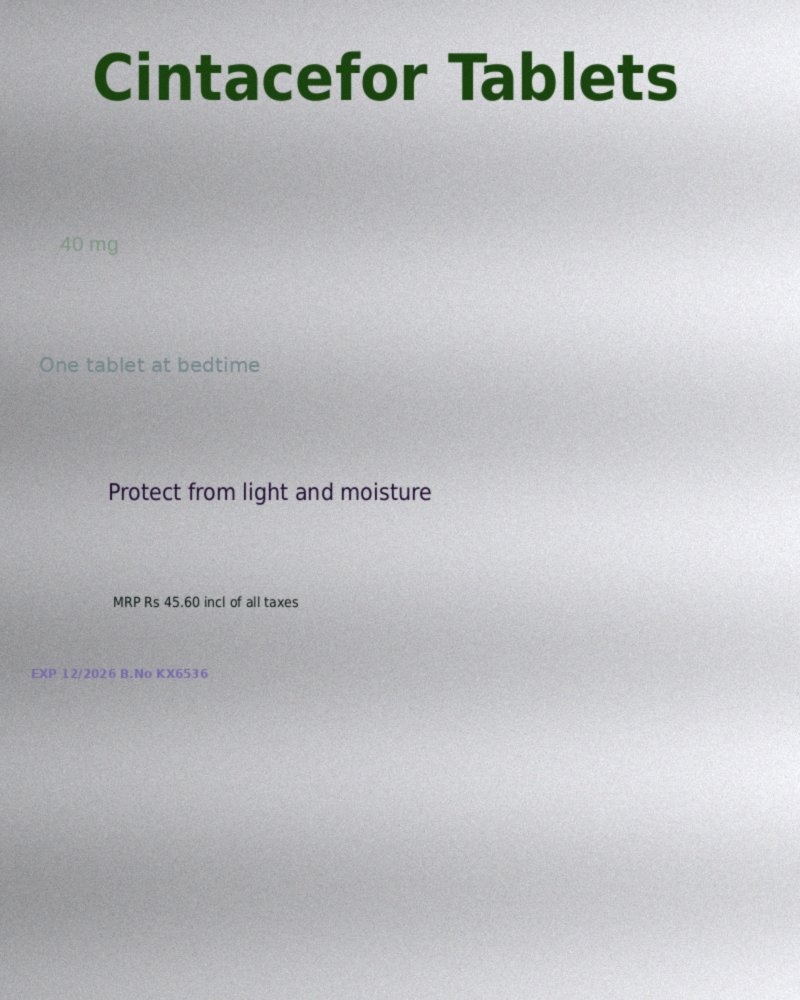 Cintacefor Tablets
40 mg
One tablet at bedtime
Protect from light and moisture
MRP Rs 45.60 incl of all taxes
EXP 12/2026 B.No KX6536